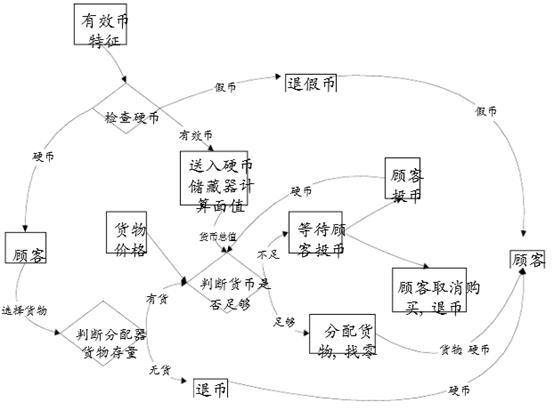 有效币
特征
假币
退假币
检查硬币
假币
有效币
硬币
送入硬币
储藏器计
算面值
硬币
顾客
投币
货物
价格
货币总值
不足
等待顾
客投币
顾客
顾客
判断货币是
否足够
有货
顾客取消购
买, 退币
选择货物
足够
判断分配器
货物存量
分配货
物, 找零
货物 硬币
无货
退币
硬币